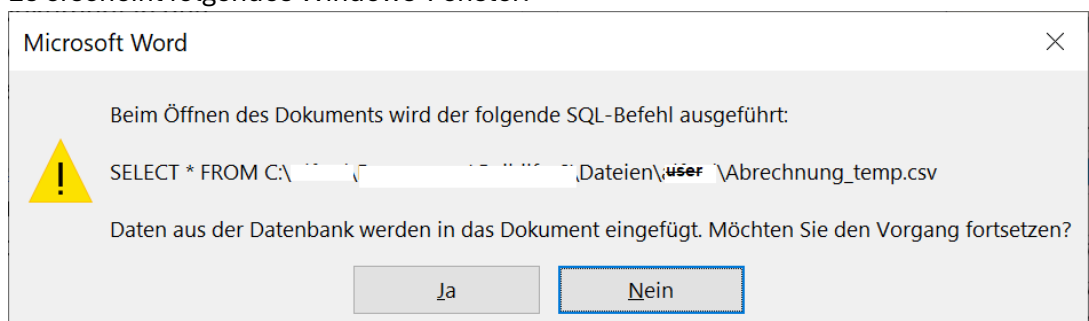 Microsoft Word
Beim Öffnen des Dokuments wird der folgende SQL-Befehl ausgeführt:
SELECT * FROM C:\ \ \Dateien\user \Abrechnung_temp.csv
Daten aus der Datenbank werden in das Dokument eingefügt. Möchten Sie den Vorgang fortsetzen?
Ja Nein